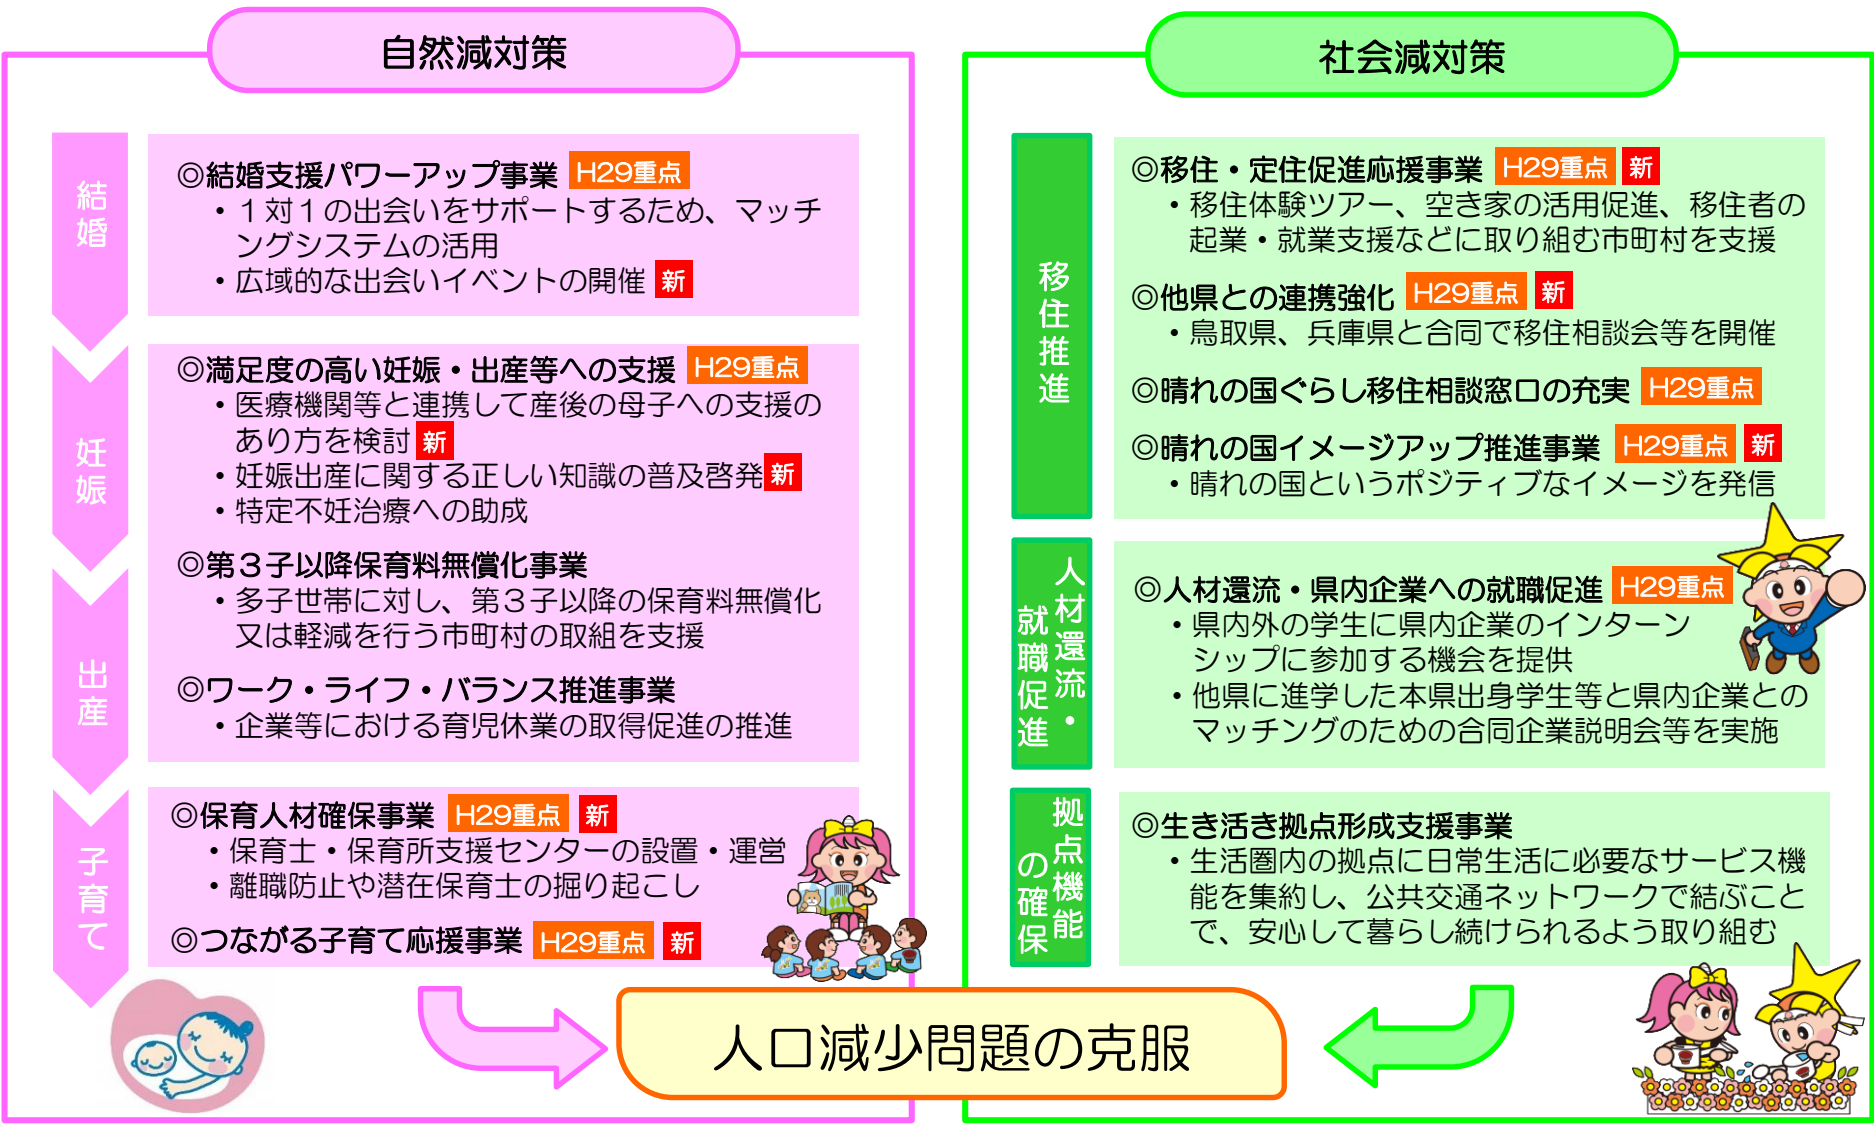 自然減対策
結婚
◎結婚支援パワーアップ事業 H29重点
・１対１の出会いをサポートするため、マッチ
ングシステムの活用
・広域的な出会いイベントの開催 新
妊娠
出産
◎満足度の高い妊娠・出産等への支援 H29重点
・医療機関等と連携して産後の母子への支援の
あり方を検討 新
・妊娠出産に関する正しい知識の普及啓発 新
・特定不妊治療への助成
◎第３子以降保育料無償化事業
・多子世帯に対し、第３子以降の保育料無償化
又は軽減を行う市町村の取組を支援
◎ワーク・ライフ・バランス推進事業
・企業等における育児休業の取得促進の推進
子育て
◎保育人材確保事業 H29重点 新
・保育士・保育所支援センターの設置・運営
・離職防止や潜在保育士の掘り起こし
◎つながる子育て応援事業 H29重点 新
社会減対策
移住推進
◎移住・定住促進応援事業 H29重点 新
・移住体験ツアー、空き家の活用促進、移住者の
起業・就業支援などに取り組む市町村を支援
◎他県との連携強化 H29重点 新
・鳥取県、兵庫県と合同で移住相談会等を開催
◎晴れの国ぐらし移住相談窓口の充実 H29重点
◎晴れの国イメージアップ推進事業 H29重点 新
・晴れの国というポジティブなイメージを発信
人材還流・
就職促進
◎人材還流・県内企業への就職促進 H29重点
・県内外の学生に県内企業のインターン
シップに参加する機会を提供
・他県に進学した本県出身学生等と県内企業との
マッチングのための合同企業説明会等を実施
拠点機能
の確保
◎生き活き拠点形成支援事業
・生活圏内の拠点に日常生活に必要なサービス機
能を集約し、公共交通ネットワークで結ぶこと
で、安心して暮らし続けられるよう取り組む
人口減少問題の克服